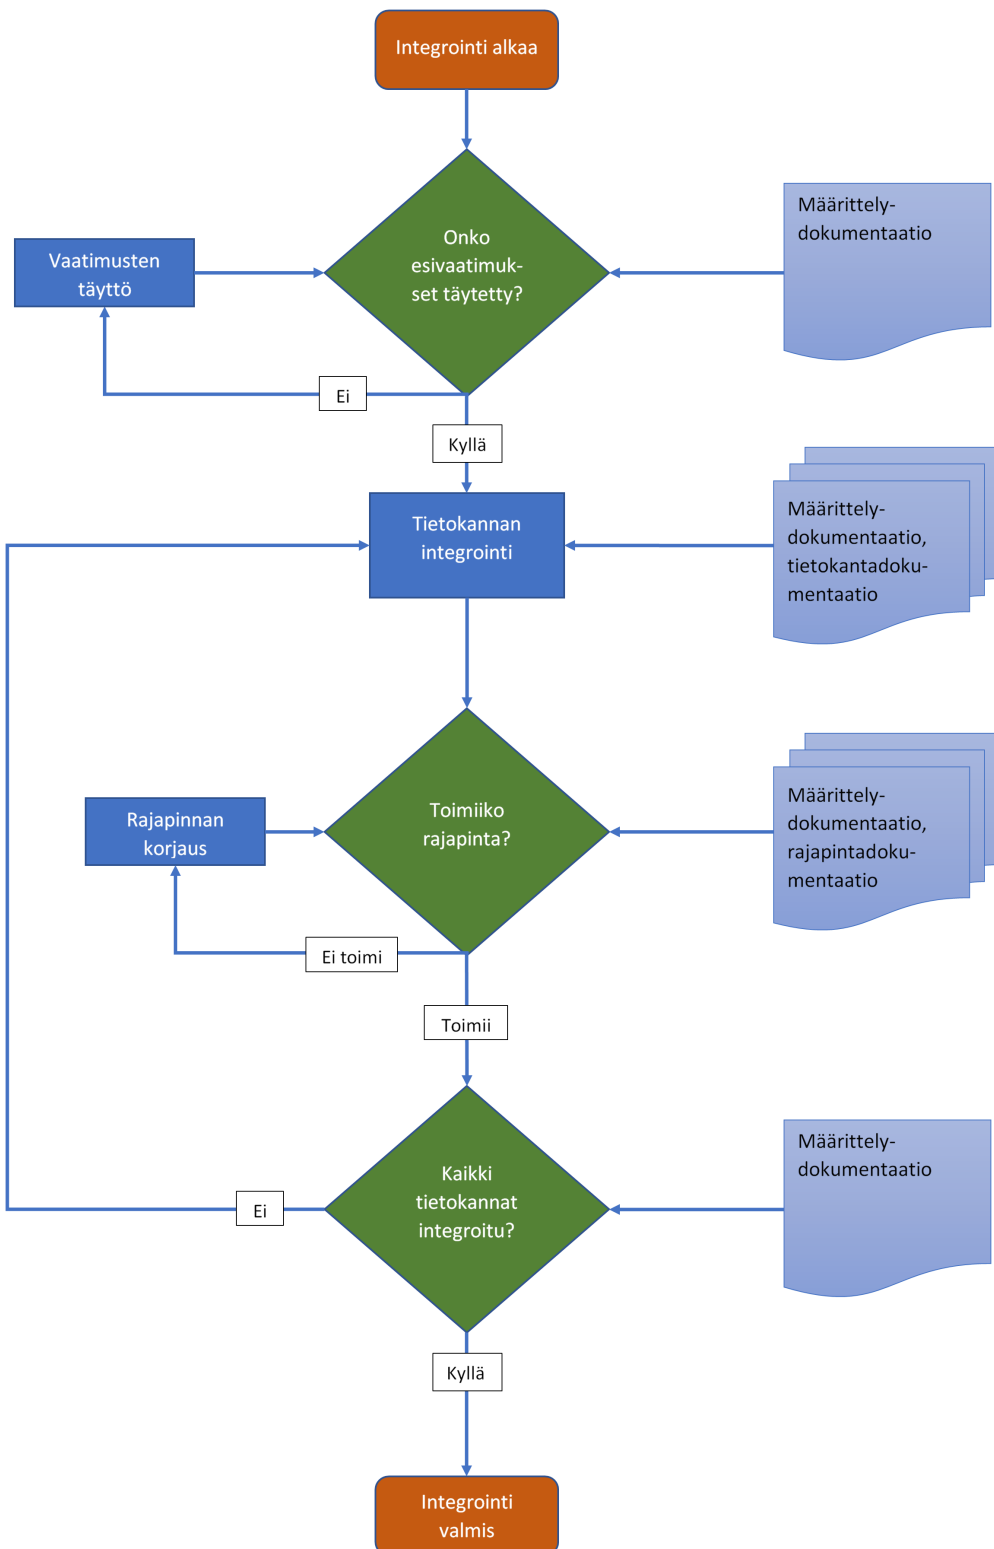 Integrointi alkaa
Onko
esivaatimuk-
set täytetty?
Määrittely-
dokumentaatio
Vaatimusten
täyttö
Ei
Kyllä
Tietokannan
integrointi
Määrittely-
dokumentaatio,
tietokantadoku-
mentaatio
Toimiiko
rajapinta?
Rajapinnan
korjaus
Määrittely-
dokumentaatio,
rajapintadoku-
mentaatio
Ei toimi
Toimii
Kaikki
tietokannat
integroitu?
Määrittely-
dokumentaatio
Ei
Kyllä
Integrointi
valmis